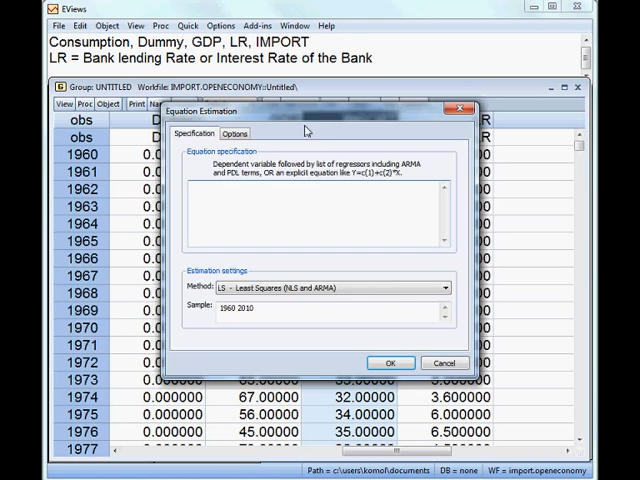 EViews
File Edit Object View Proc Quick Options Add-ins Window Help
Consumption, Dummy, GDP, LR, IMPORT
LR = Bank lending Rate or Interest Rate of the Bank
Group: UNTITLED Workfile: IMPORT.OPENECONOMY::Untitled\
View Proc Object Print
Equation Estimation
Specification Options
Equation specification
Dependent variable followed by list of regressors including ARMA
and PDL terms, OR an explicit equation like Y=c(1)+c(2)*X.
Estimation settings
Method: LS - Least Squares (NLS and ARMA)
Sample: 1960 2010
OK Cancel
obs
obs
1960
1961
1962
1963
1964
1965
1966
1967
1968
1969
1970
1971
1972
1973
1974 0.000000 67.00000 32.00000 3.600000
1975 0.000000 56.00000 34.00000 6.000000
1976 0.000000 45.00000 35.00000 6.500000
1977
Path = c:\users\komol\documents DB = none WF = import.openeconomy